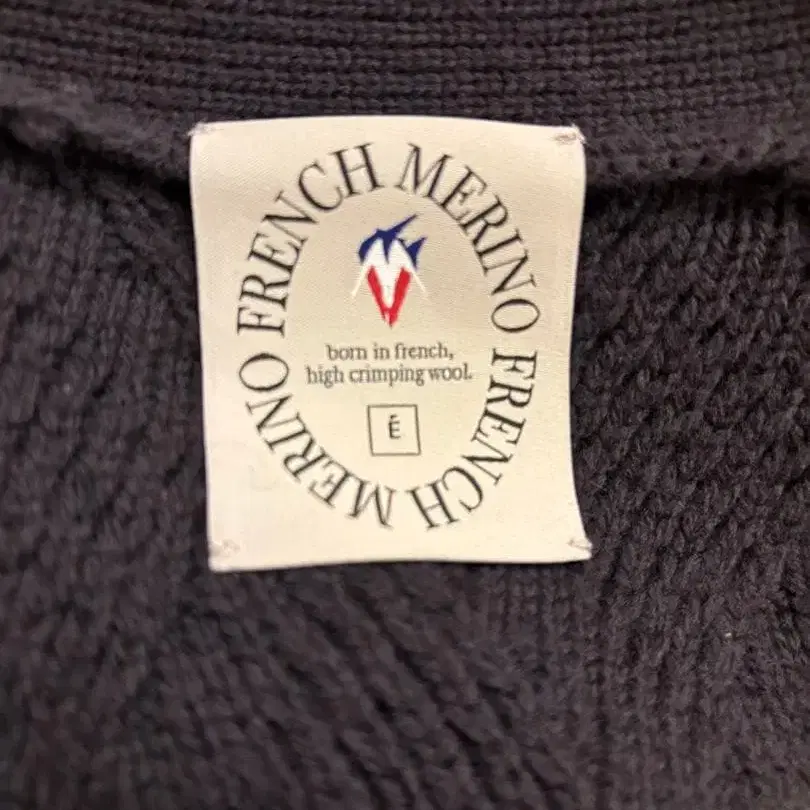 FRENCH MERINO FRENCH MERINO
born in french,
high crimping wool.
É